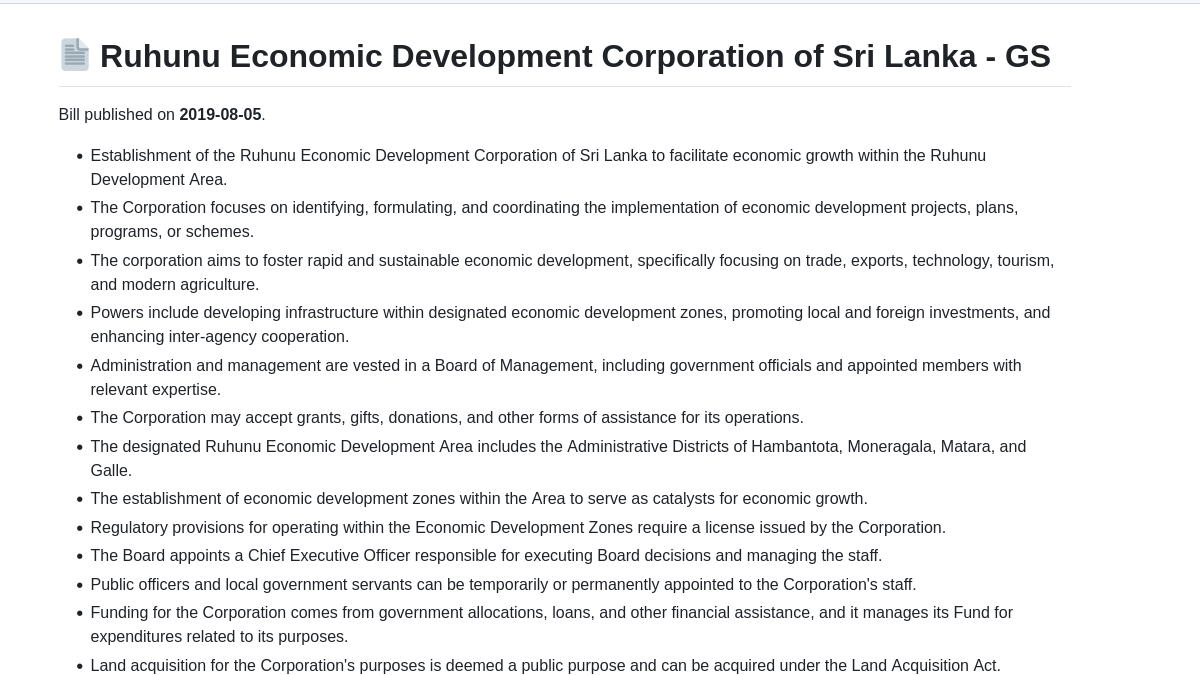 Ruhunu Economic Development Corporation of Sri Lanka - GS
Bill published on 2019-08-05.
• Establishment of the Ruhunu Economic Development Corporation of Sri Lanka to facilitate economic growth within the Ruhunu
Development Area.
• The Corporation focuses on identifying, formulating, and coordinating the implementation of economic development projects, plans,
programs, or schemes.
• The corporation aims to foster rapid and sustainable economic development, specifically focusing on trade, exports, technology, tourism,
and modern agriculture.
• Powers include developing infrastructure within designated economic development zones, promoting local and foreign investments, and
enhancing inter-agency cooperation.
• Administration and management are vested in a Board of Management, including government officials and appointed members with
relevant expertise.
• The Corporation may accept grants, gifts, donations, and other forms of assistance for its operations.
• The designated Ruhunu Economic Development Area includes the Administrative Districts of Hambantota, Moneragala, Matara, and
Galle.
• The establishment of economic development zones within the Area to serve as catalysts for economic growth.
• Regulatory provisions for operating within the Economic Development Zones require a license issued by the Corporation.
• The Board appoints a Chief Executive Officer responsible for executing Board decisions and managing the staff.
• Public officers and local government servants can be temporarily or permanently appointed to the Corporation's staff.
• Funding for the Corporation comes from government allocations, loans, and other financial assistance, and it manages its Fund for
expenditures related to its purposes.
• Land acquisition for the Corporation's purposes is deemed a public purpose and can be acquired under the Land Acquisition Act.